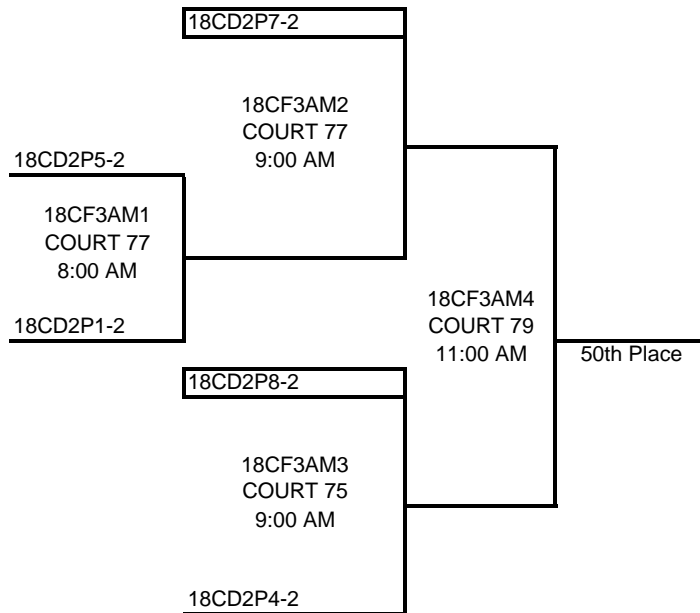 18CD2P7-2
18CF3AM2
COURT 77
9:00 AM
18CD2P5-2
18CF3AM1
COURT 77
8:00 AM
18CD2P1-2
18CF3AM4
COURT 79
11:00 AM
50th Place
18CD2P8-2
18CF3AM3
COURT 75
9:00 AM
18CD2P4-2